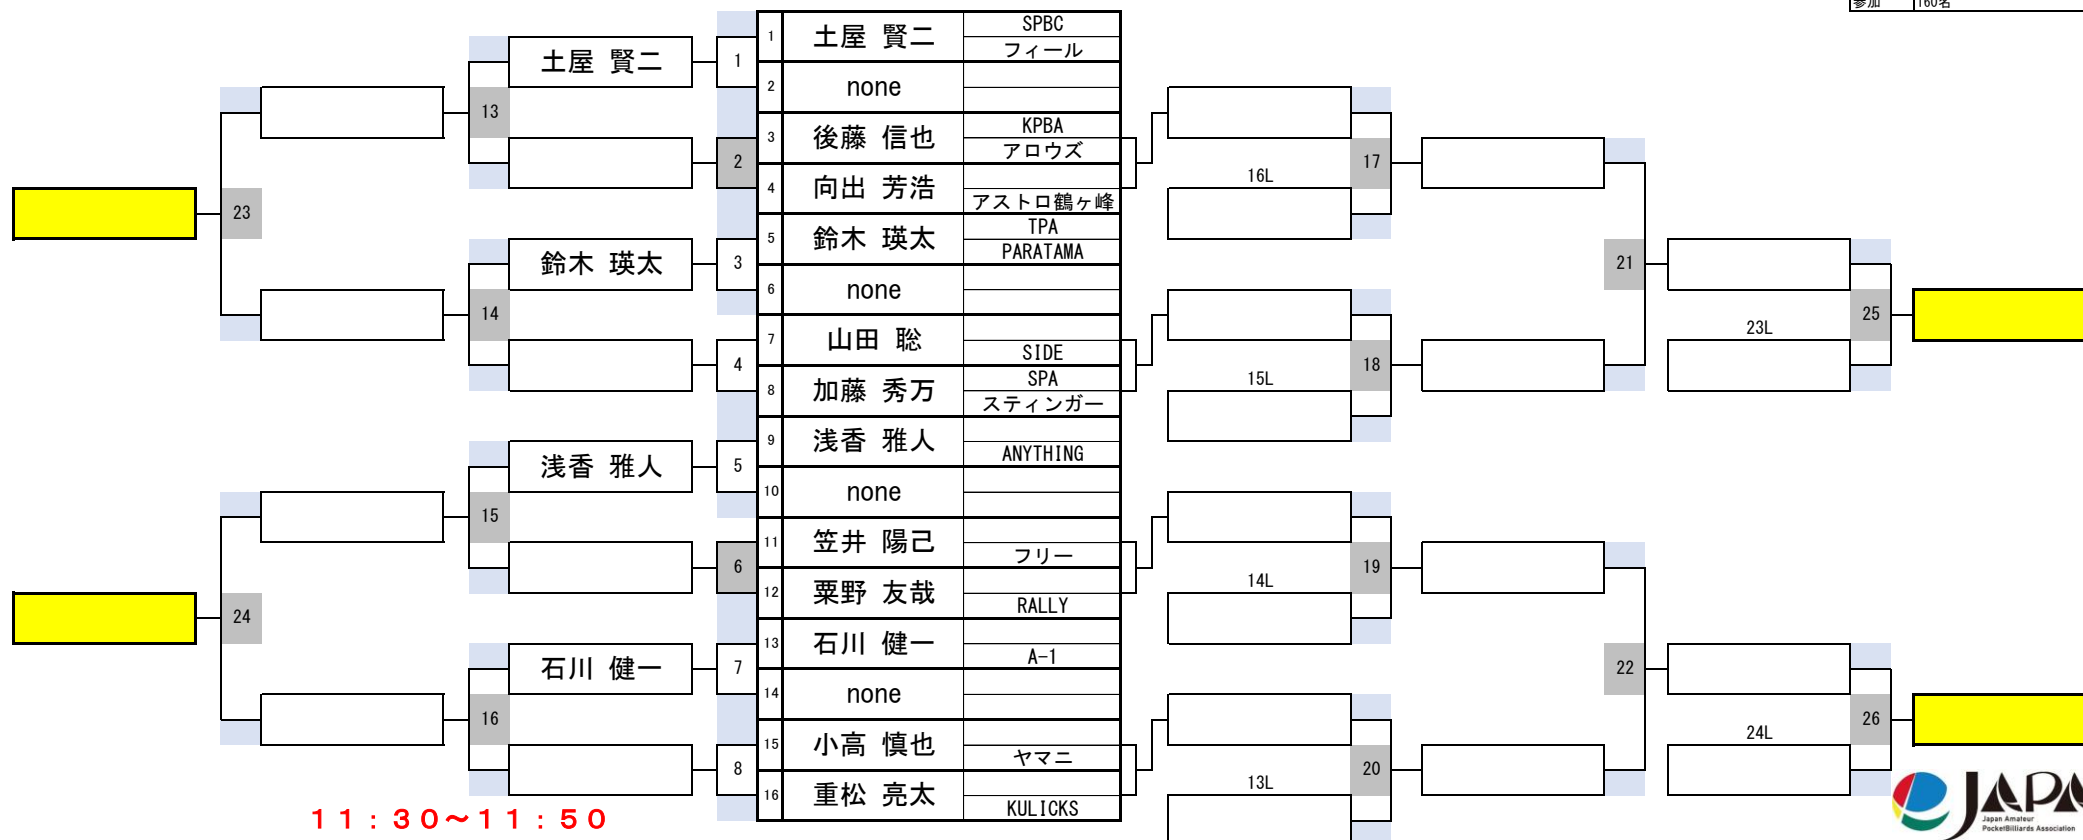 参加 160名
1 土屋 賢二 SPBC
フィール
土屋 賢二 1
2 none
13
3 後藤 信也 KPBA
アロウズ
2
17
4 向出 芳浩
アストロ鶴ヶ峰
16L
23
5 鈴木 瑛太 TPA
PARATAMA
鈴木 瑛太 3
21
6 none
14
25
7 山田 聡
SIDE
23L
4
18
8 加藤 秀万 SPA
スティンガー
15L
9 浅香 雅人
ANYTHING
浅香 雅人 5
10 none
15
11 笠井 陽己
フリー
6
19
12 粟野 友哉
RALLY
14L
24
13 石川 健一
A-1
石川 健一 7
22
14 none
16
26
15 小高 慎也
ヤマニ
24L
8
20
16 重松 亮太
KULICKS
13L
11:30~11:50
JAPA
Japan Amateur
PocketBilliards Association